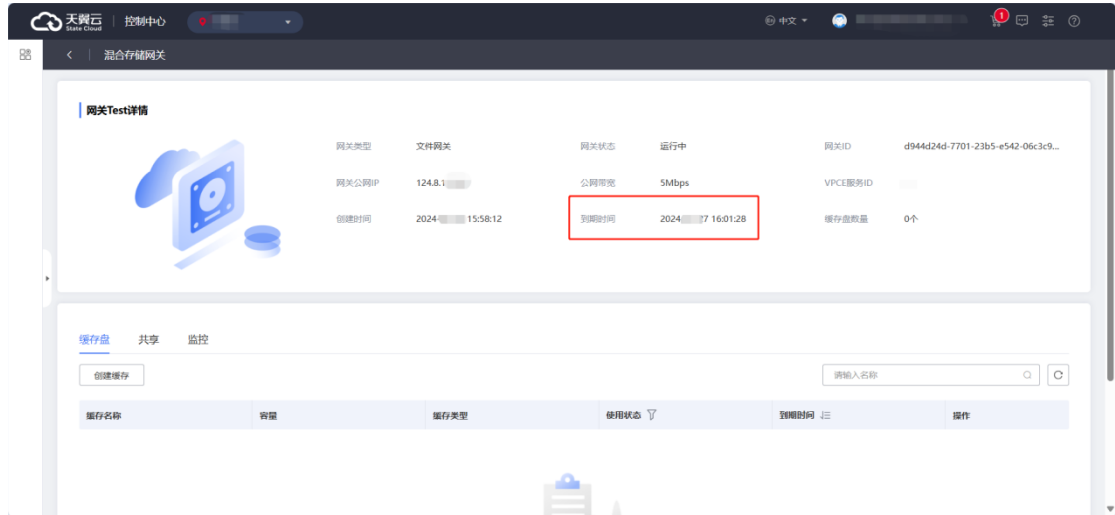 天翼云 State Cloud 控制中心 中文 1
混合存储网关
网关Test详情
网关类型 文件网关 网关状态 运行中 网关ID d944d24d-7701-23b5-e542-06c3c9...
网关公网IP 124.8.1 公网带宽 5Mbps VPCE服务ID
创建时间 2024- 15:58:12 到期时间 2024 7 16:01:28 缓存盘数量 0个
缓存盘 共享 监控
创建缓存 请输入名称
缓存名称 容量 缓存类型 使用状态 到期时间 操作